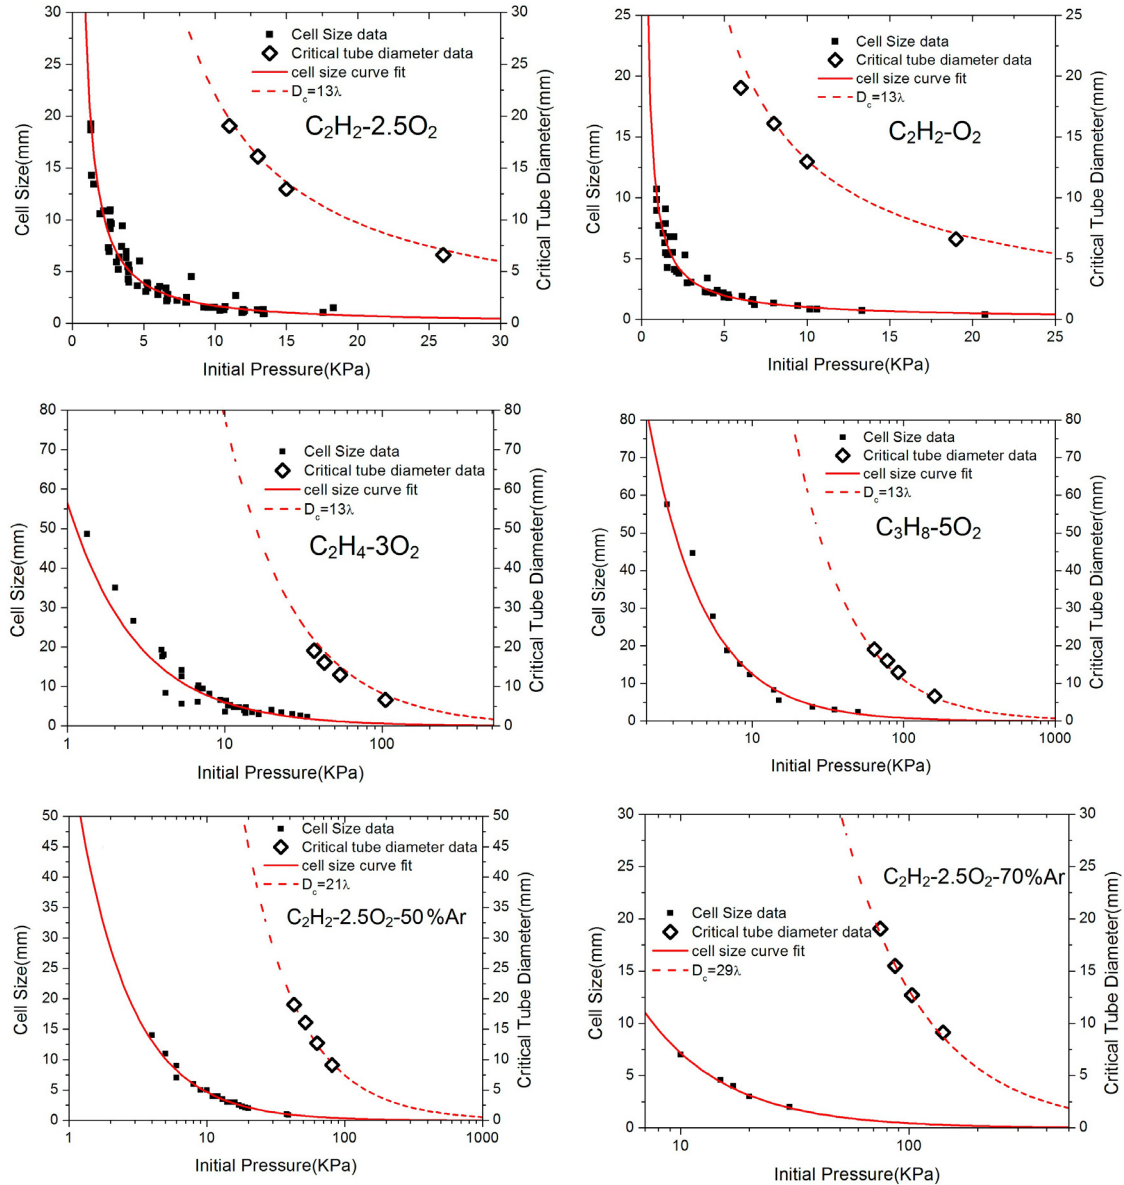 30
25
20
15
10
5
0
Cell Size(mm)
Cell Size data
Critical tube diameter data
cell size curve fit
D_c=13λ
C₂H₂-2.5O₂
30
25
20
15
10
5
0
Critical Tube Diameter(mm)
0 5 10 15 20 25 30
Initial Pressure(KPa)
25
20
15
10
5
0
Cell Size(mm)
Cell Size data
Critical tube diameter data
cell size curve fit
D_c=13λ
C₂H₂-O₂
25
20
15
10
5
0
Critical Tube Diameter(mm)
0 5 10 15 20 25
Initial Pressure(KPa)
80
70
60
50
40
30
20
10
0
Cell Size(mm)
Cell Size data
Critical tube diameter data
cell size curve fit
D_c=13λ
C₂H₄-3O₂
80
70
60
50
40
30
20
10
0
Critical Tube Diameter(mm)
1 10 100
Initial Pressure(KPa)
80
70
60
50
40
30
20
10
0
Cell Size(mm)
Cell Size data
Critical tube diameter data
cell size curve fit
D_c=13λ
C₃H₈-5O₂
80
70
60
50
40
30
20
10
0
Critical Tube Diameter(mm)
10 100 1000
Initial Pressure(KPa)
50
45
40
35
30
25
20
15
10
5
0
Cell Size(mm)
Cell Size data
Critical tube diameter data
cell size curve fit
D_c=21λ
C₂H₂-2.5O₂-50%Ar
50
45
40
35
30
25
20
15
10
5
0
Critical Tube Diameter(mm)
1 10 100 1000
Initial Pressure(KPa)
30
25
20
15
10
5
0
Cell Size(mm)
C₂H₂-2.5O₂-70%Ar
Cell Size data
Critical tube diameter data
cell size curve fit
D_c=29λ
30
25
20
15
10
5
0
Critical Tube Diameter(mm)
10 100
Initial Pressure(KPa)